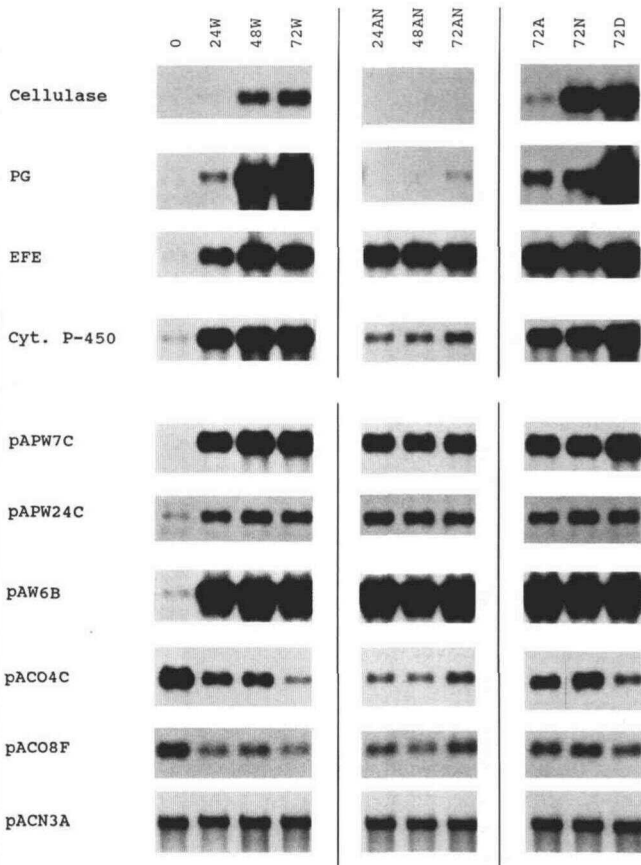 0 24W 48W 72W 24AN 48AN 72AN 72A 72N 72D
Cellulase
PG
EFE
Cyt. P-450
pAPW7C
pAPW24C
pAW6B
pACO4C
pACO8F
pACN3A